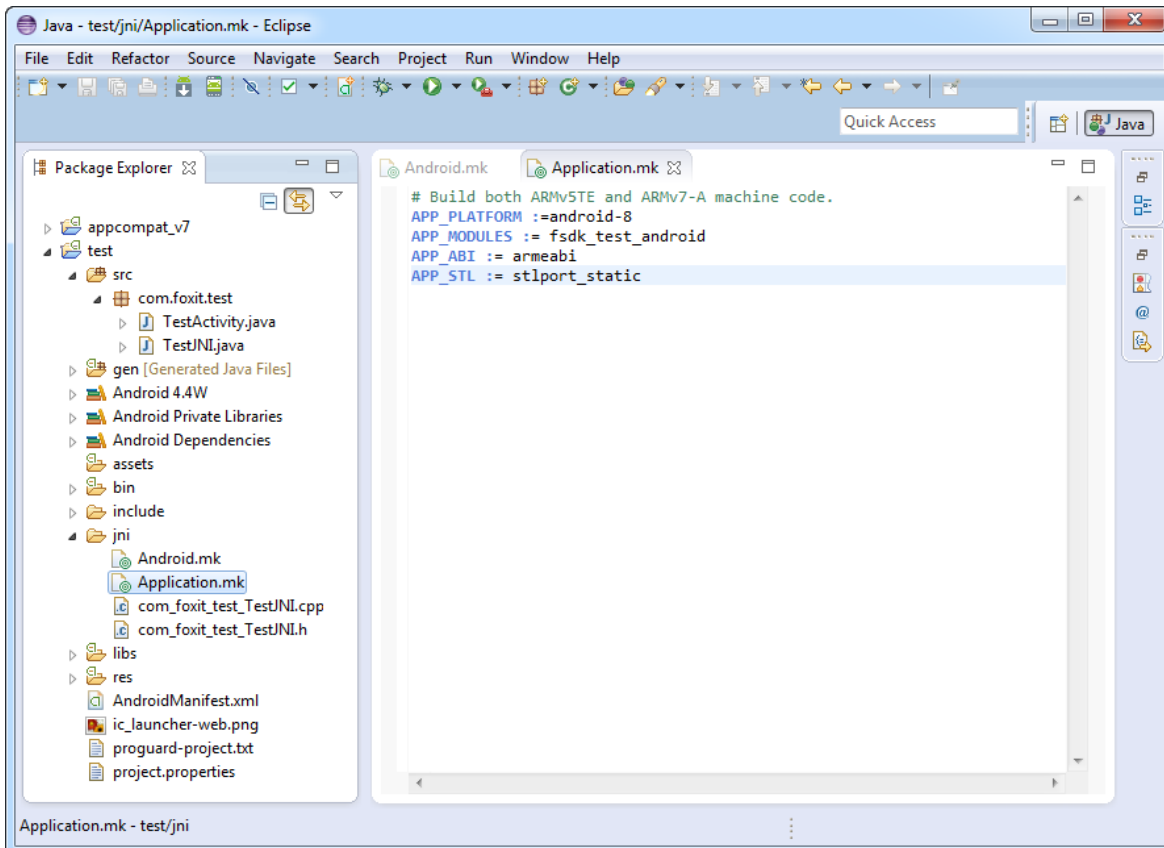 Java - test/jni/Application.mk - Eclipse
File Edit Refactor Source Navigate Search Project Run Window Help
Quick Access
Java
Package Explorer
appcompat_v7
test
src
com.foxit.test
TestActivity.java
TestJNI.java
gen [Generated Java Files]
Android 4.4W
Android Private Libraries
Android Dependencies
assets
bin
include
jni
Android.mk
Application.mk
com_foxit_test_TestJNI.cpp
com_foxit_test_TestJNI.h
libs
res
AndroidManifest.xml
ic_launcher-web.png
proguard-project.txt
project.properties
Android.mk Application.mk
# Build both ARMv5TE and ARMv7-A machine code.
APP_PLATFORM :=android-8
APP_MODULES := fsdk_test_android
APP_ABI := armeabi
APP_STL := stlport_static
Application.mk - test/jni